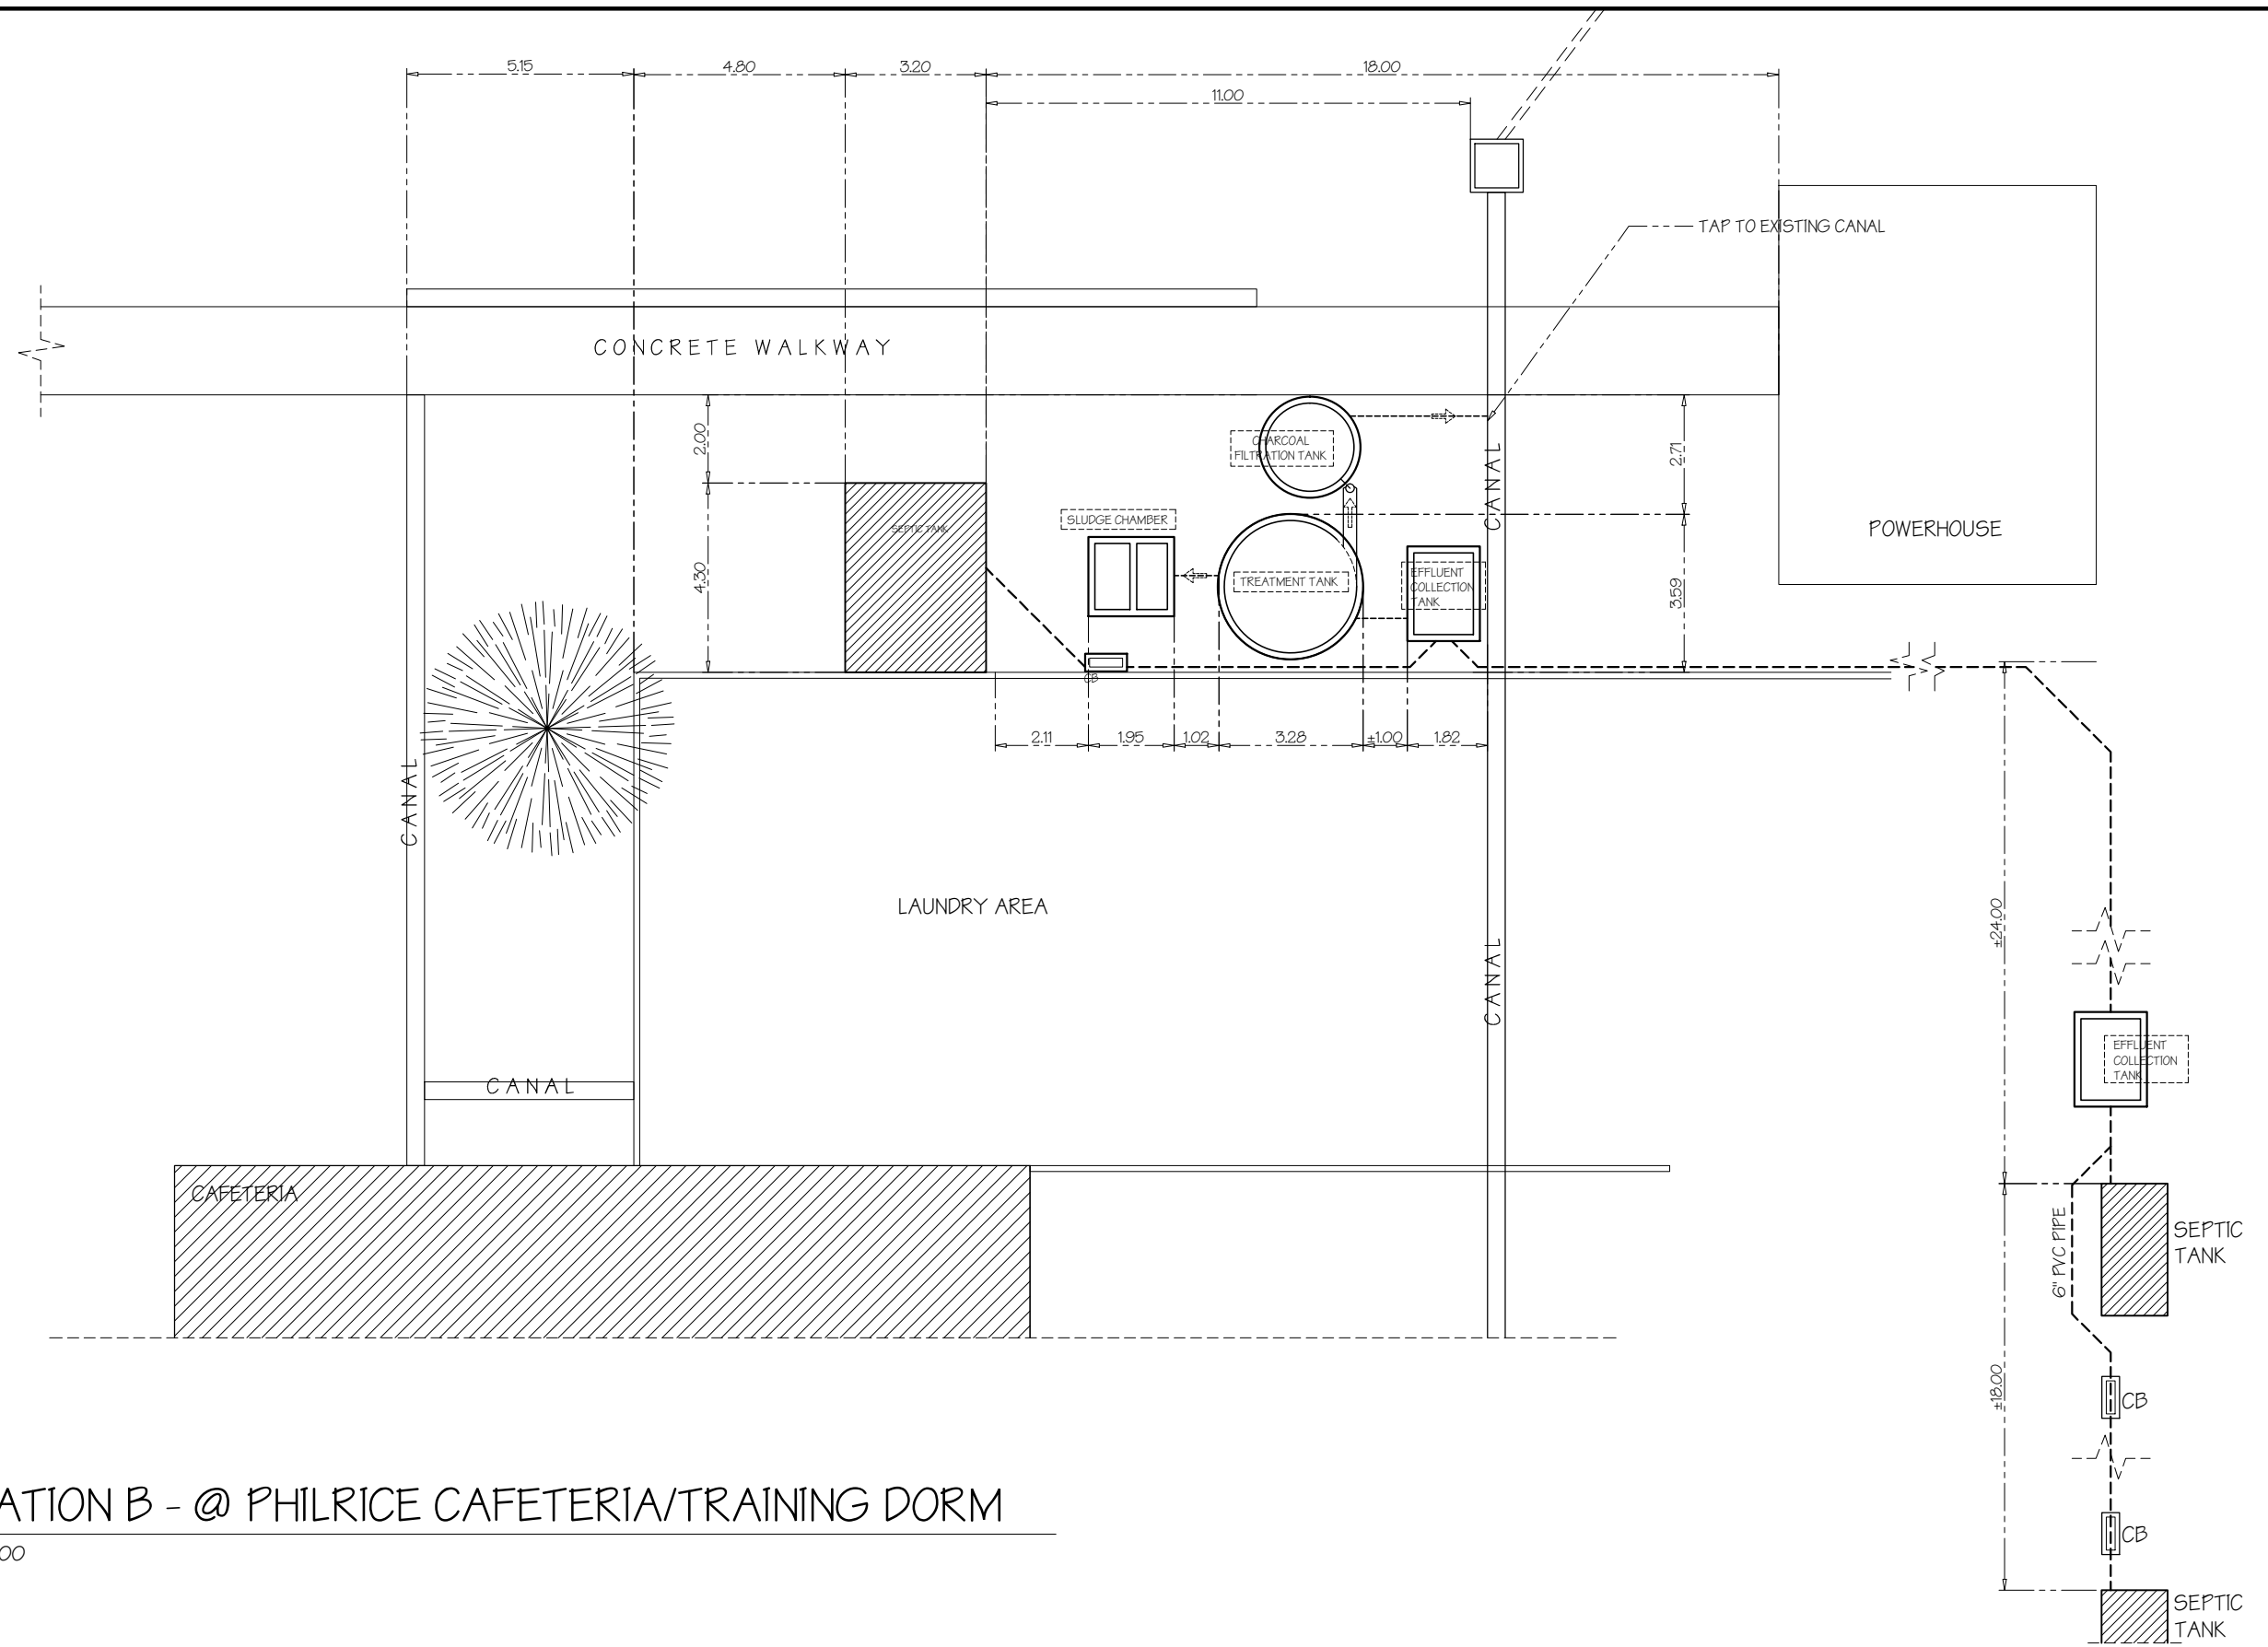 5.15
4.80
3.20
18.00
11.00
TAP TO EXISTING CANAL
CONCRETE WALKWAY
2.00
CHARCOAL
FILTRATION TANK
CANAL
2.71
SLUDGE CHAMBER
SEPTIC TANK
POWERHOUSE
4.30
TREATMENT TANK
EFFLUENT
COLLECTION
TANK
3.59
CB
2.11
1.95
1.02
3.28
±1.00
1.82
CANAL
LAUNDRY AREA
±24.00
CANAL
EFFLUENT
COLLECTION
TANK
CANAL
CAFETERIA
6" PVC PIPE
SEPTIC
TANK
±18.00
CB
ATION B - @ PHILRICE CAFETERIA/TRAINING DORM
00
CB
SEPTIC
TANK